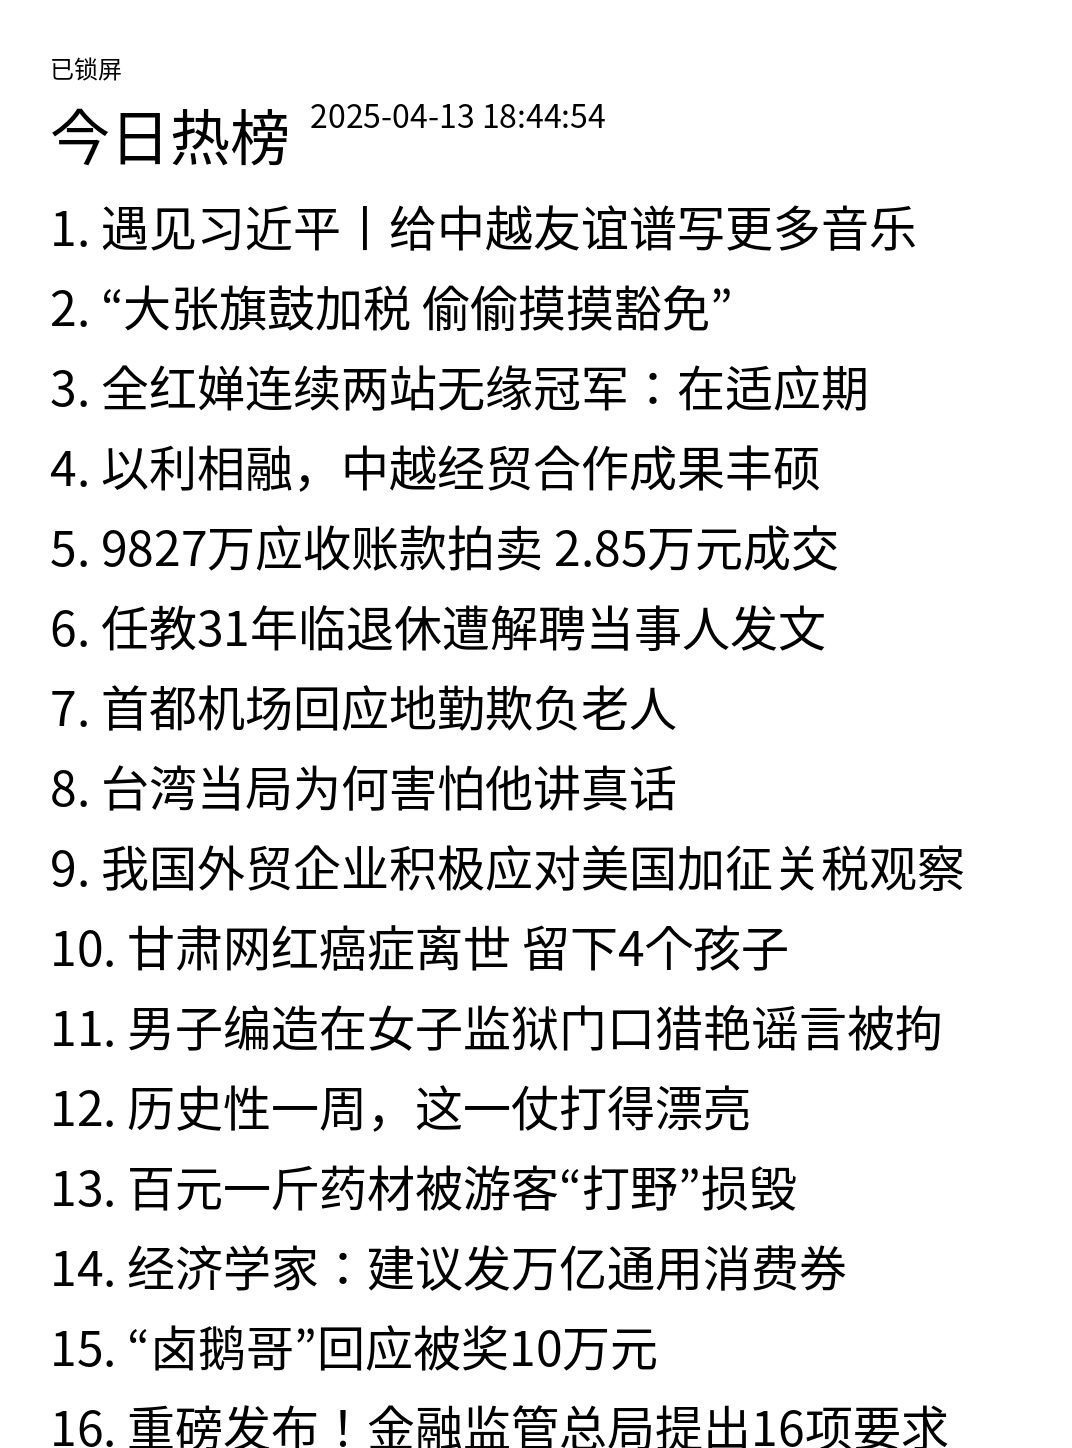 已锁屏
今日热榜 2025-04-13 18:44:54
1. 遇见习近平丨给中越友谊谱写更多音乐
2. “大张旗鼓加税 偷偷摸摸豁免”
3. 全红婵连续两站无缘冠军：在适应期
4. 以利相融，中越经贸合作成果丰硕
5. 9827万应收账款拍卖 2.85万元成交
6. 任教31年临退休遭解聘当事人发文
7. 首都机场回应地勤欺负老人
8. 台湾当局为何害怕他讲真话
9. 我国外贸企业积极应对美国加征关税观察
10. 甘肃网红癌症离世 留下4个孩子
11. 男子编造在女子监狱门口猎艳谣言被拘
12. 历史性一周，这一仗打得漂亮
13. 百元一斤药材被游客“打野”损毁
14. 经济学家：建议发万亿通用消费券
15. “卤鹅哥”回应被奖10万元
16. 重磅发布！金融监管总局提出16项要求